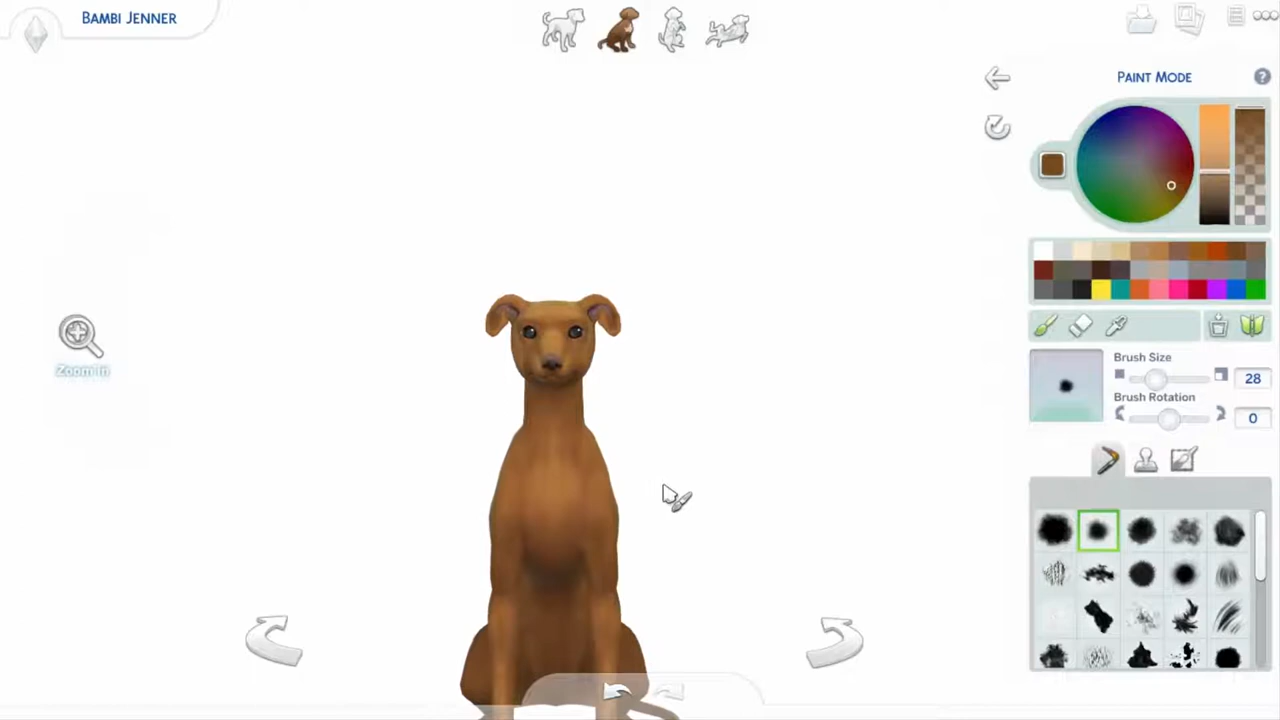 BAMBI JENNER
PAINT MODE
?
Zoom in
Brush Size
28
Brush Rotation
0